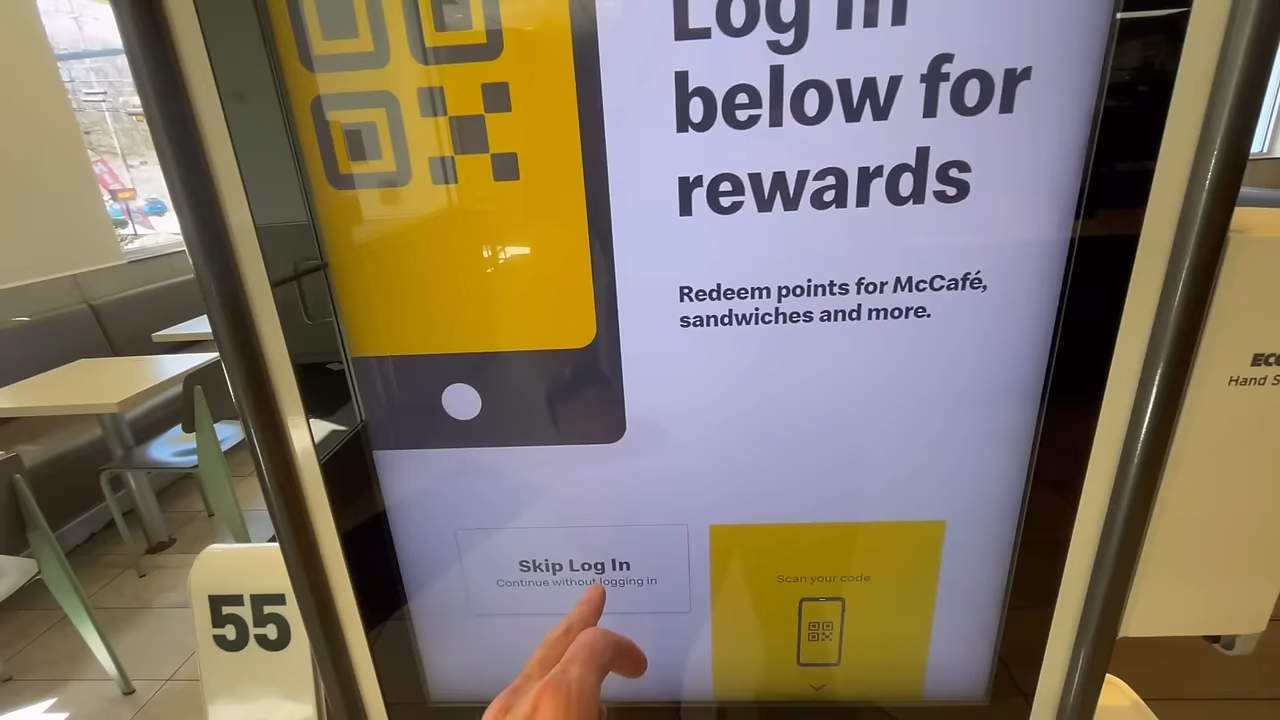 Log in
below for
rewards
Redeem points for McCafé,
sandwiches and more.
Skip Log In
Continue without logging in
Scan your code
55
Hand S